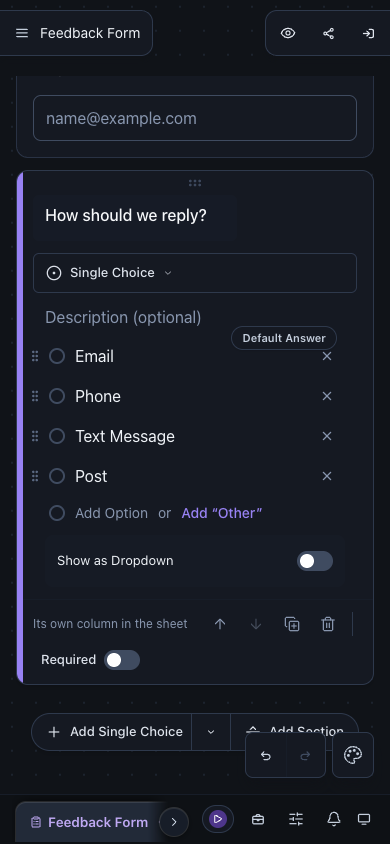 Feedback Form
name@example.com
How should we reply?
Single Choice
Description (optional)
Default Answer
Email
Phone
Text Message
Post
Add Option or Add “Other”
Show as Dropdown
Its own column in the sheet
Required
Add Single Choice
Add Section
Feedback Form